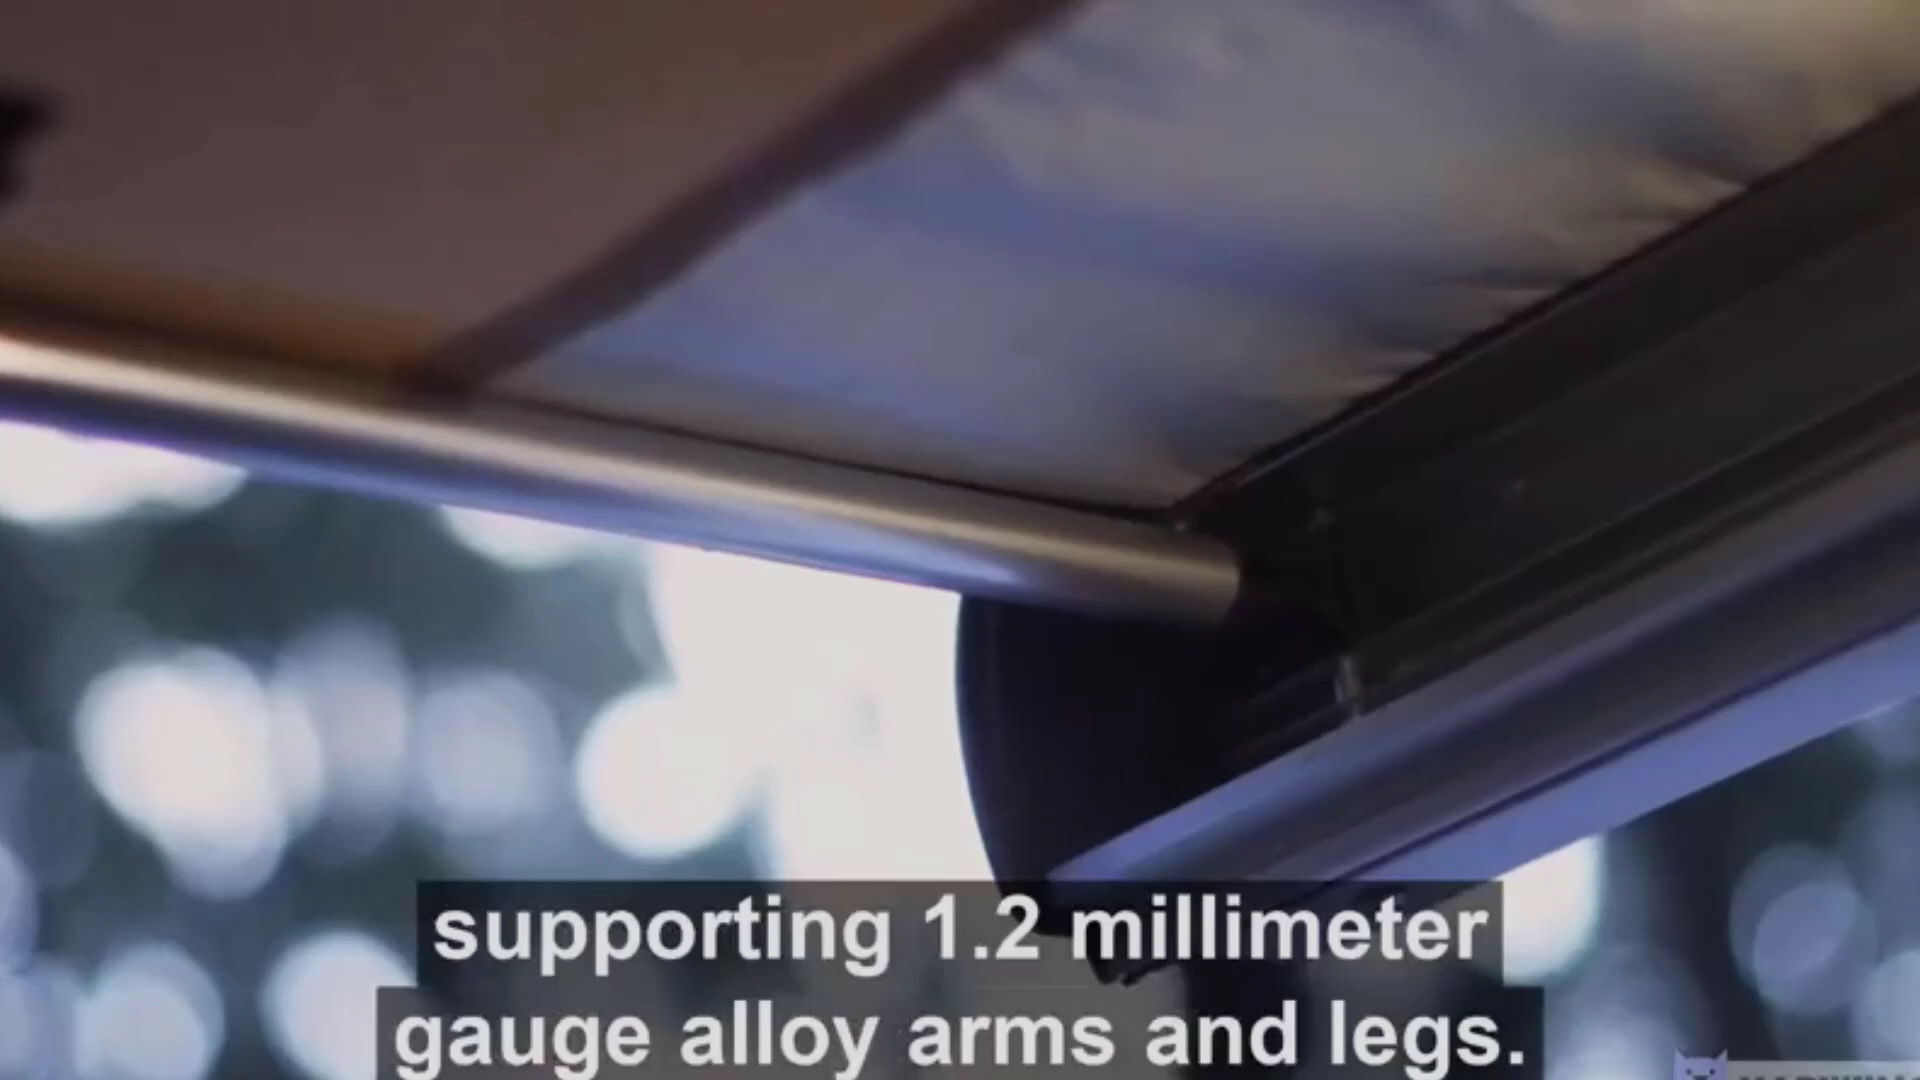 supporting 1.2 millimeter
gauge alloy arms and legs.